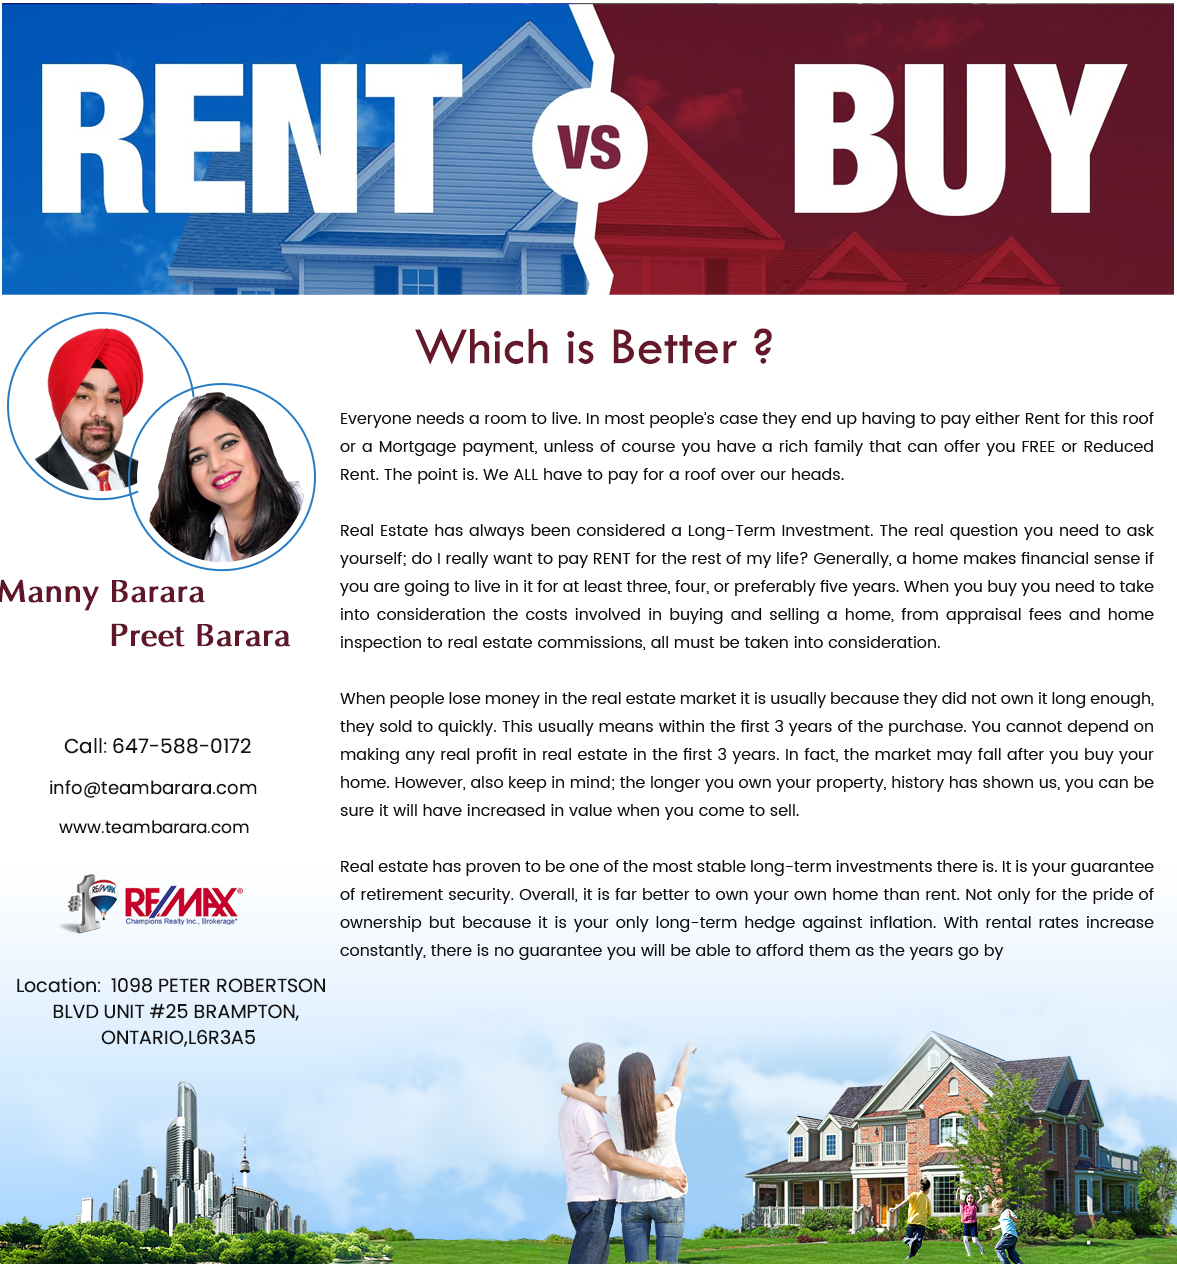 RENT VS BUY
Which is Better ?
Everyone needs a room to live. In most people's case they end up having to pay either Rent for this roof
or a Mortgage payment, unless of course you have a rich family that can offer you FREE or Reduced
Rent. The point is. We ALL have to pay for a roof over our heads.
Real Estate has always been considered a Long-Term Investment. The real question you need to ask
yourself; do I really want to pay RENT for the rest of my life? Generally, a home makes financial sense if
you are going to live in it for at least three, four, or preferably five years. When you buy you need to take
into consideration the costs involved in buying and selling a home, from appraisal fees and home
inspection to real estate commissions, all must be taken into consideration.
When people lose money in the real estate market it is usually because they did not own it long enough,
they sold to quickly. This usually means within the first 3 years of the purchase. You cannot depend on
making any real profit in real estate in the first 3 years. In fact, the market may fall after you buy your
home. However, also keep in mind; the longer you own your property, history has shown us, you can be
sure it will have increased in value when you come to sell.
Real estate has proven to be one of the most stable long-term investments there is. It is your guarantee
of retirement security. Overall, it is far better to own your own home than rent. Not only for the pride of
ownership but because it is your only long-term hedge against inflation. With rental rates increase
constantly, there is no guarantee you will be able to afford them as the years go by
Manny Barara
Preet Barara
Call: 647-588-0172
info@teambarara.com
www.teambarara.com
#1 RE/MAX
RE/MAX®
Champions Realty Inc., Brokerage*
Location: 1098 PETER ROBERTSON
BLVD UNIT #25 BRAMPTON,
ONTARIO,L6R3A5